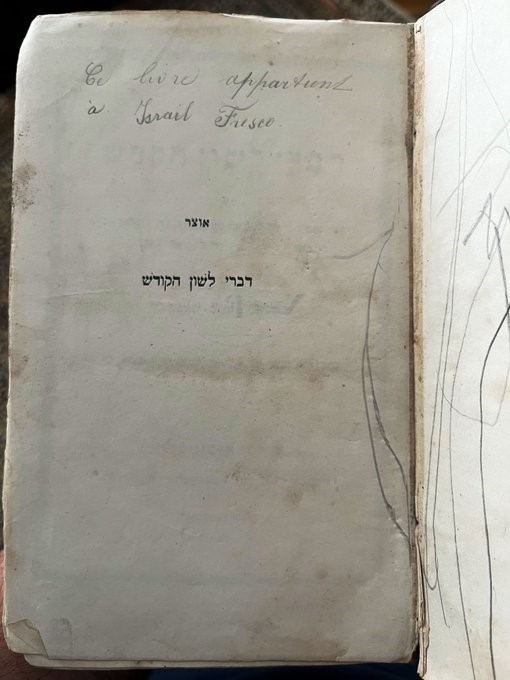 Ce livre appartient
à Israil Fresco.
אוצר
דברי לשון הקודש